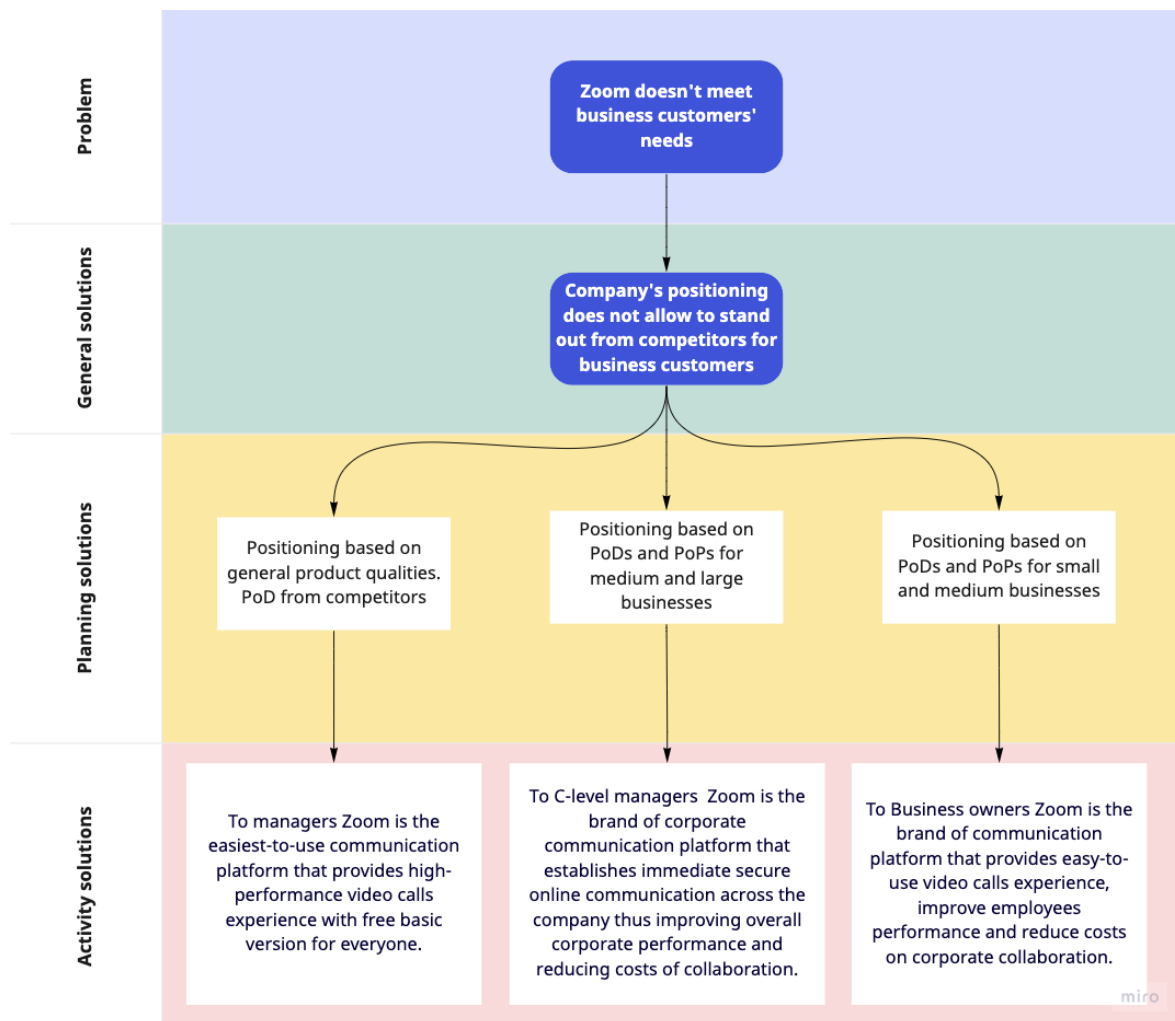 Problem
Zoom doesn't meet
business customers'
needs
General solutions
Company's positioning
does not allow to stand
out from competitors for
business customers
Planning solutions
Positioning based on
general product qualities.
PoD from competitors
Positioning based on
PoDs and PoPs for
medium and large
businesses
Positioning based on
PoDs and PoPs for small
and medium businesses
Activity solutions
To managers Zoom is the
easiest-to-use communication
platform that provides high-
performance video calls
experience with free basic
version for everyone.
To C-level managers  Zoom is the
brand of corporate
communication platform that
establishes immediate secure
online communication across the
company thus improving overall
corporate performance and
reducing costs of collaboration.
To Business owners Zoom is the
brand of communication
platform that provides easy-to-
use video calls experience,
improve employees
performance and reduce costs
on corporate collaboration.
miro